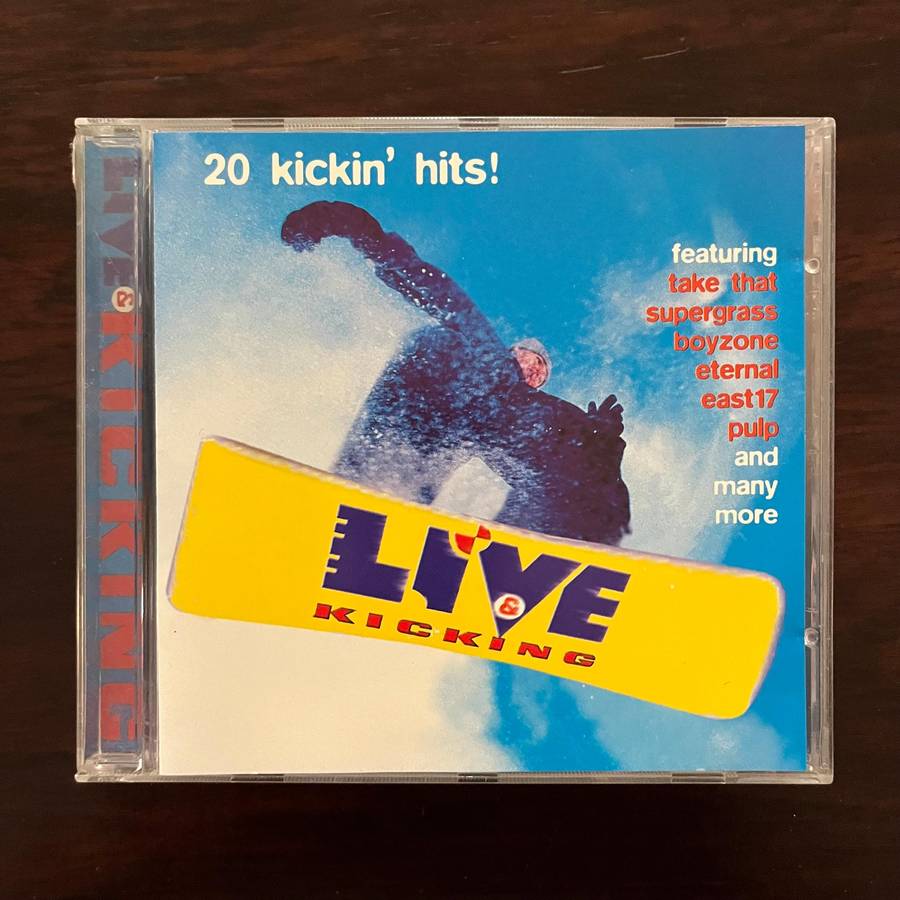 20 kickin' hits!
featuring
take that
supergrass
boyzone
eternal
east17
pulp
and
many
more
LIVE
&
KICKING
LIVE & KICKING